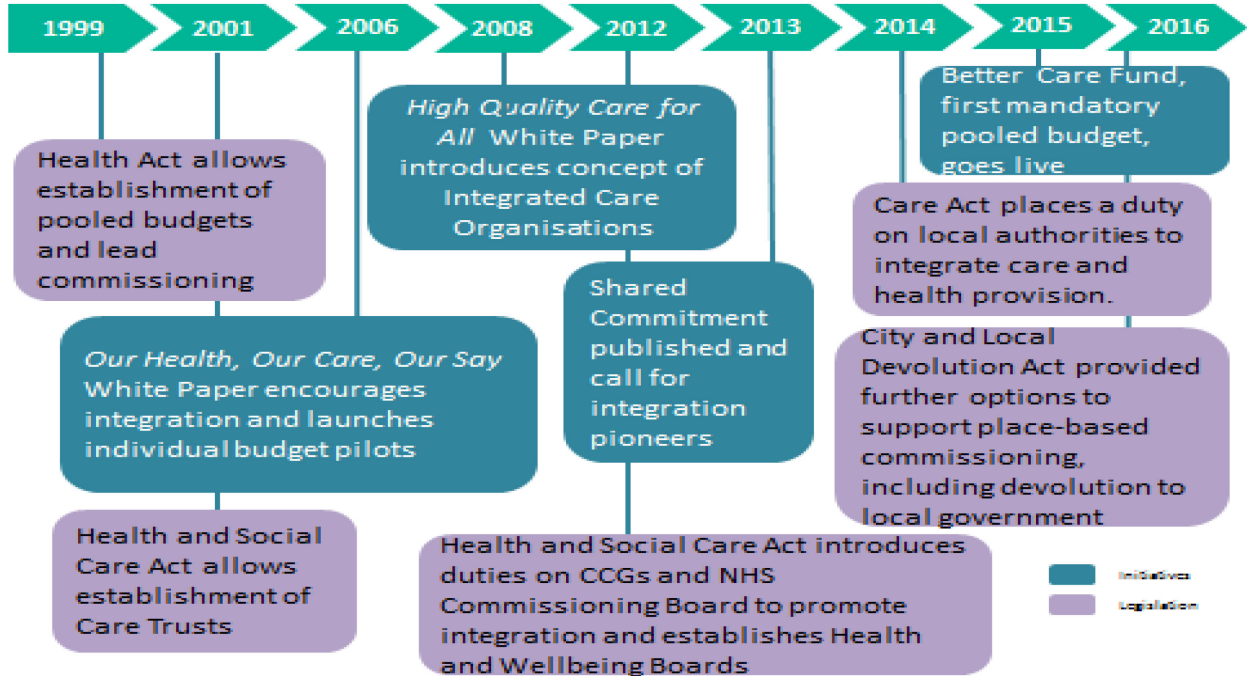 1999 2001 2006 2008 2012 2013 2014 2015 2016
Health Act allows
establishment of
pooled budgets
and lead
commissioning
Our Health, Our Care, Our Say
White Paper encourages
integration and launches
individual budget pilots
Health and Social
Care Act allows
establishment of
Care Trusts
High Quality Care for
All White Paper
introduces concept of
Integrated Care
Organisations
Shared
Commitment
published and
call for
integration
pioneers
Health and Social Care Act introduces
duties on CCGs and NHS
Commissioning Board to promote
integration and establishes Health
and Wellbeing Boards
Better Care Fund,
first mandatory
pooled budget,
goes live
Care Act places a duty
on local authorities to
integrate care and
health provision.
City and Local
Devolution Act provided
further options to
support place-based
commissioning,
including devolution to
local government
Initiatives
Legislation